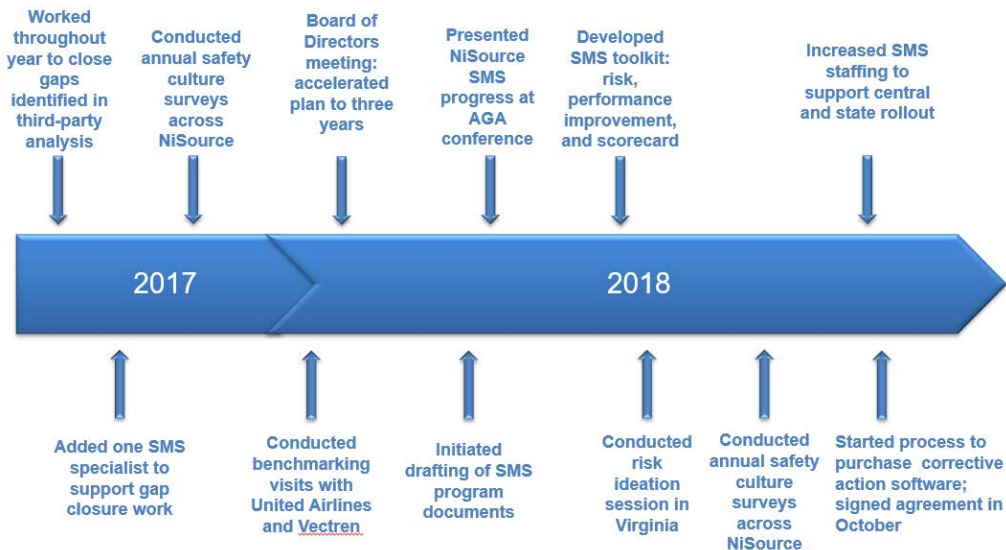 Worked
throughout
year to close
gaps
identified in
third-party
analysis
Conducted
annual safety
culture
surveys
across
NiSource
Board of
Directors
meeting:
accelerated
plan to three
years
Presented
NiSource
SMS
progress at
AGA
conference
Developed
SMS toolkit:
risk,
performance
improvement,
and scorecard
Increased SMS
staffing to
support central
and state rollout
2017
2018
Added one SMS
specialist to
support gap
closure work
Conducted
benchmarking
visits with
United Airlines
and Vectren
Initiated
drafting of SMS
program
documents
Conducted
risk
ideation
session in
Virginia
Conducted
annual safety
culture
surveys
across
NiSource
Started process to
purchase corrective
action software;
signed agreement in
October